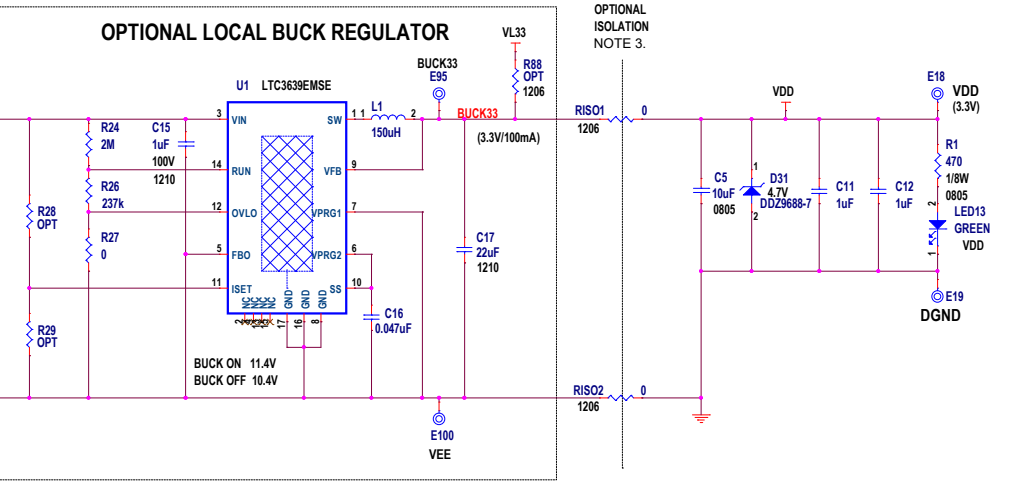 OPTIONAL LOCAL BUCK REGULATOR
VL33
OPTIONAL
ISOLATION
NOTE 3.
R88
OPT
1206
BUCK33
E95
U1 LTC3639EMSE
BUCK33
(3.3V/100mA)
L1
150uH
1 2
3 VIN
14 RUN
12 OVLO
5 FBO
11 ISET
SW 1
VFB 9
VPRG1 7
VPRG2 6
SS 10
NC NC NC NC GND GND GND
2
17 16 8
R24
2M
C15
1uF
100V
1210
R26
237k
R28
OPT
R27
0
R29
OPT
C17
22uF
1210
C16
0.047uF
BUCK ON 11.4V
BUCK OFF 10.4V
E100
VEE
RISO1 0
1206
RISO2 0
1206
VDD
E18 VDD
(3.3V)
R1
470
1/8W
0805
C5
10uF
0805
1
D31
4.7V
DDZ9688-7
2
C11
1uF
C12
1uF
2
LED13
GREEN
VDD
1
E19
DGND